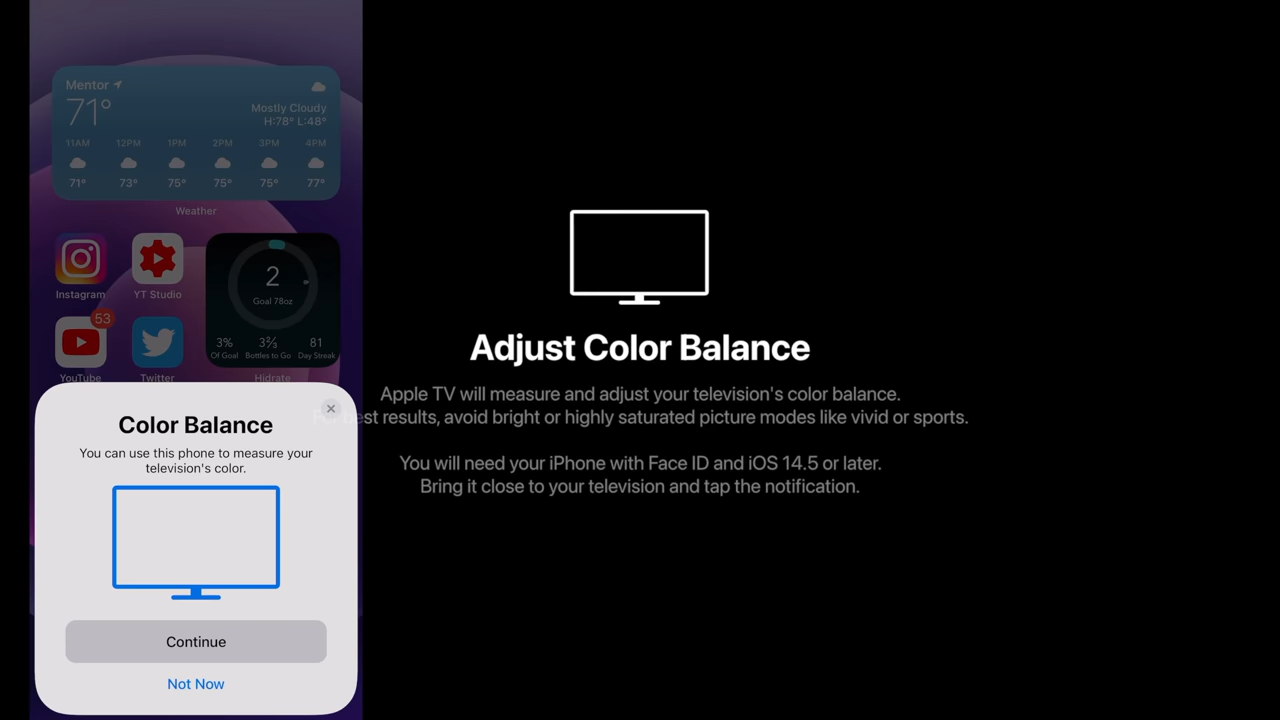 Mentor
71°
Mostly Cloudy
H:78° L:48°
11AM 12PM 1PM 2PM 3PM 4PM
71° 73° 75° 75° 75° 77°
Weather
2
Goal 78oz
3% 3⅔ 81
Of Goal Bottles to Go Day Streak
Instagram YT Studio
53
YouTube Twitter Hidrate
Color Balance
You can use this phone to measure your
television's color.
Continue
Not Now
Adjust Color Balance
Apple TV will measure and adjust your television's color balance.
For best results, avoid bright or highly saturated picture modes like vivid or sports.
You will need your iPhone with Face ID and iOS 14.5 or later.
Bring it close to your television and tap the notification.